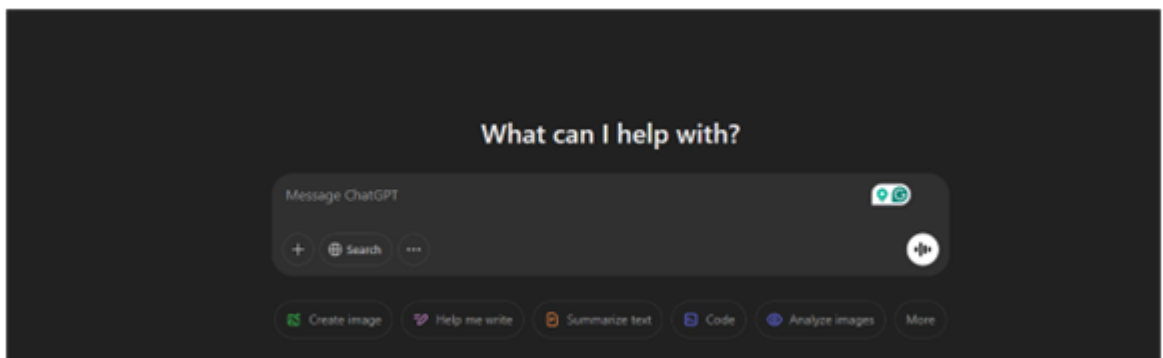 What can I help with?
Message ChatGPT
Search
Create image Help me write Summarize text Code Analyze images More